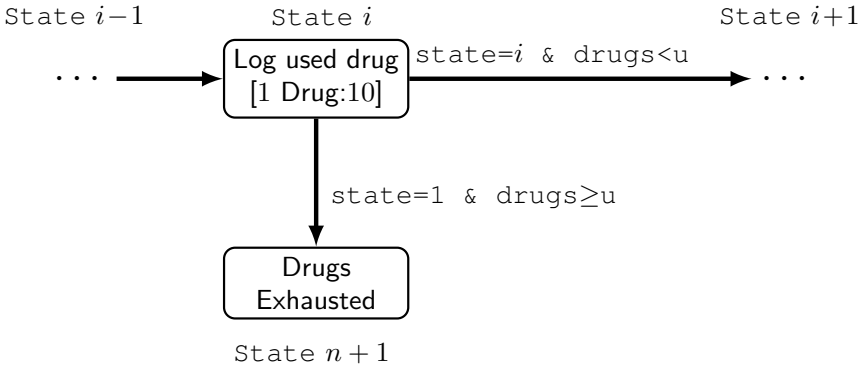 State i−1
State i
State i+1
· · ·
Log used drug
[1 Drug:10]
state=i & drugs<u
· · ·
state=1 & drugs≥u
Drugs
Exhausted
State n + 1